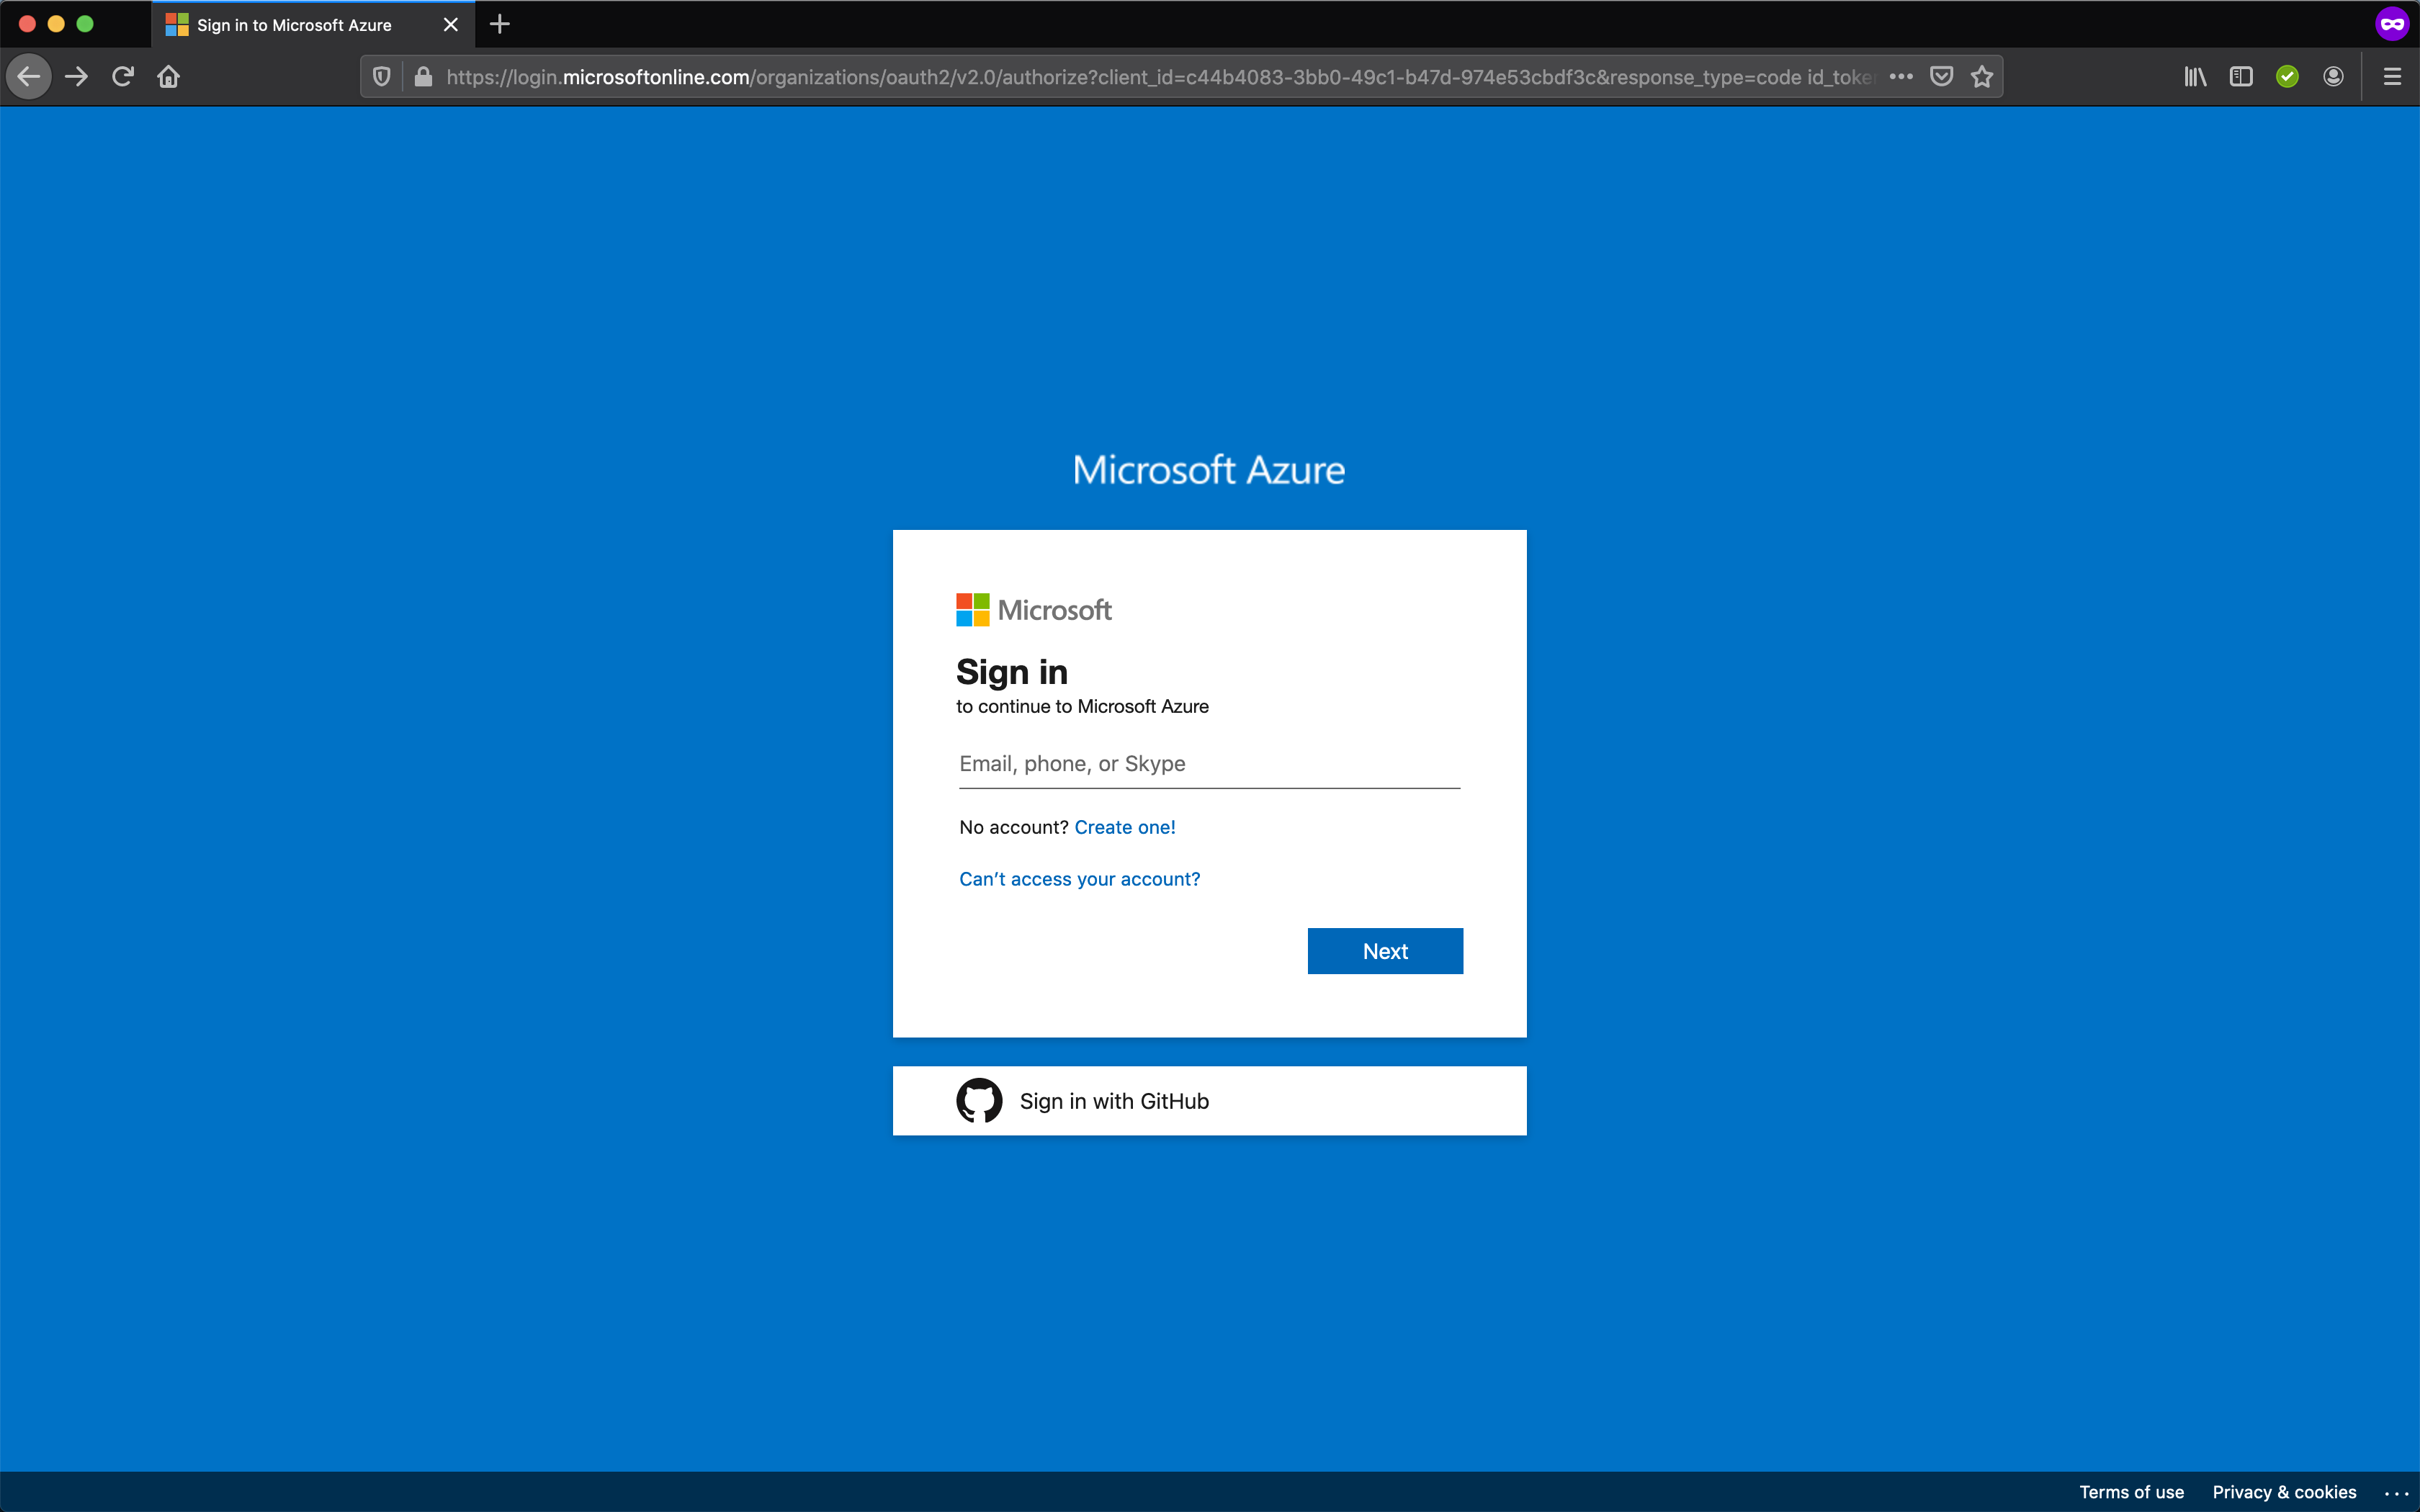 Sign in to Microsoft Azure
https://login.microsoftonline.com/organizations/oauth2/v2.0/authorize?client_id=c44b4083-3bb0-49c1-b47d-974e53cbdf3c&response_type=code id_toke
Microsoft Azure
Microsoft
Sign in
to continue to Microsoft Azure
Email, phone, or Skype
No account? Create one!
Can’t access your account?
Next
Sign in with GitHub
Terms of use Privacy & cookies ...